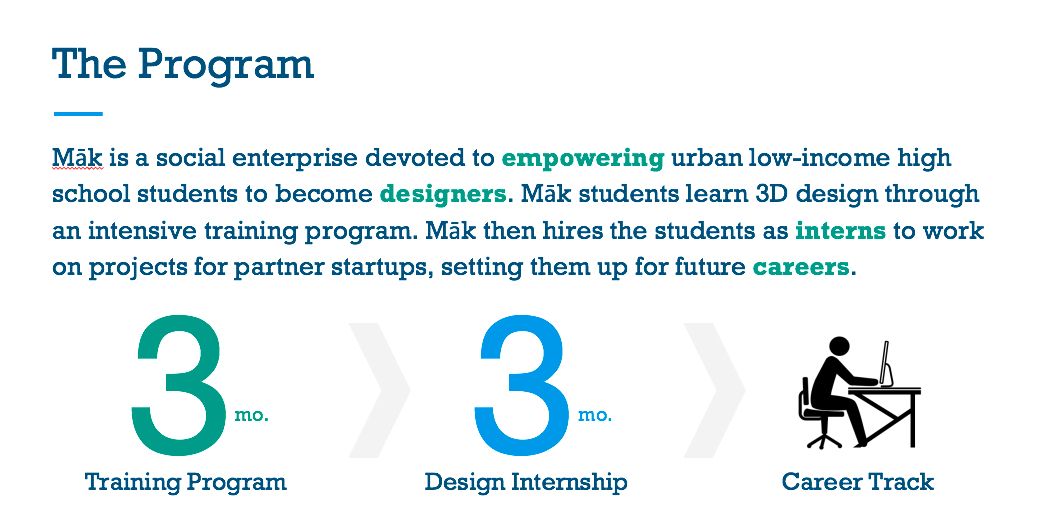 The Program
Māk is a social enterprise devoted to empowering urban low-income high
school students to become designers. Māk students learn 3D design through
an intensive training program. Māk then hires the students as interns to work
on projects for partner startups, setting them up for future careers.
3 mo.
Training Program
3 mo.
Design Internship
Career Track